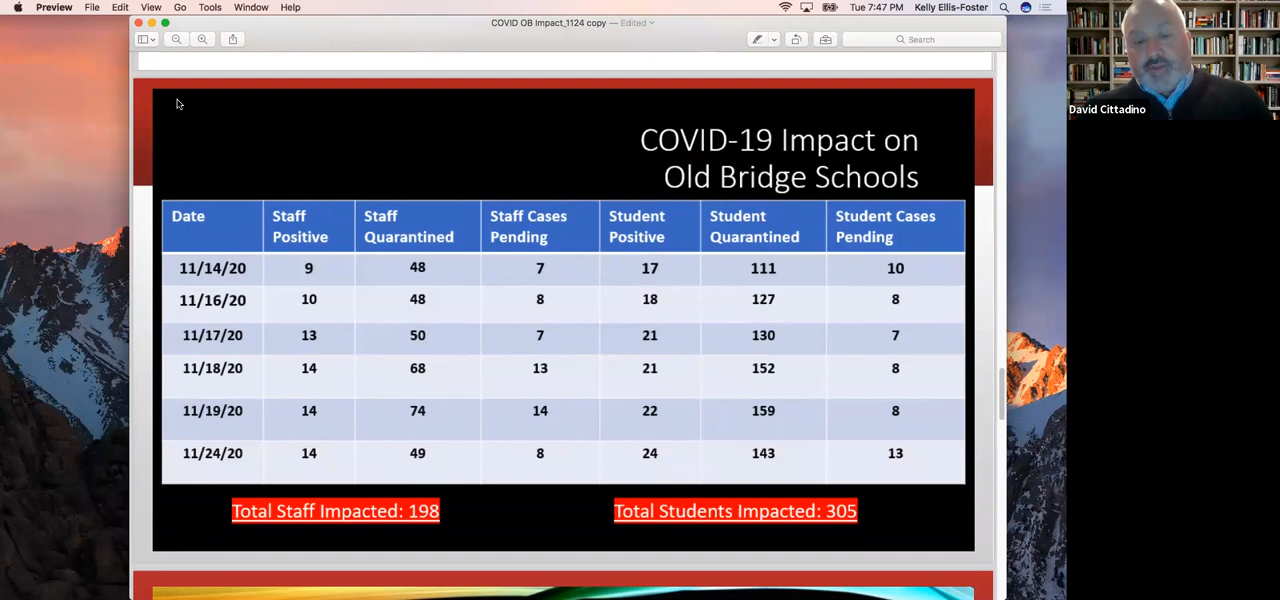 Preview File Edit View Go Tools Window Help Tue 7:47 PM Kelly Ellis-Foster
COVID OB Impact_1124 copy — Edited
Search
David Cittadino
COVID-19 Impact on
Old Bridge Schools
Date Staff Positive Staff Quarantined Staff Cases Pending Student Positive Student Quarantined Student Cases Pending
11/14/20 9 48 7 17 111 10
11/16/20 10 48 8 18 127 8
11/17/20 13 50 7 21 130 7
11/18/20 14 68 13 21 152 8
11/19/20 14 74 14 22 159 8
11/24/20 14 49 8 24 143 13
Total Staff Impacted: 198 Total Students Impacted: 305